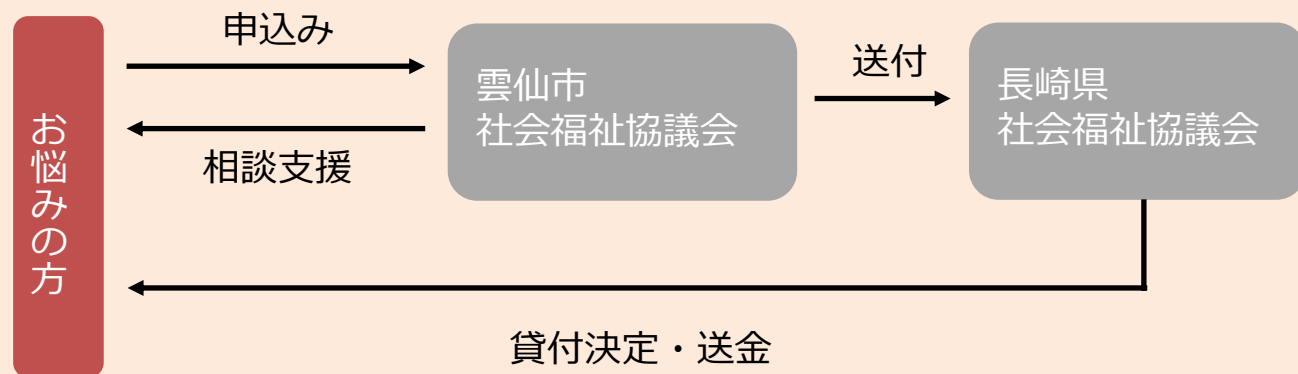 お悩みの方
申込み
相談支援
雲仙市
社会福祉協議会
送付
長崎県
社会福祉協議会
貸付決定・送金